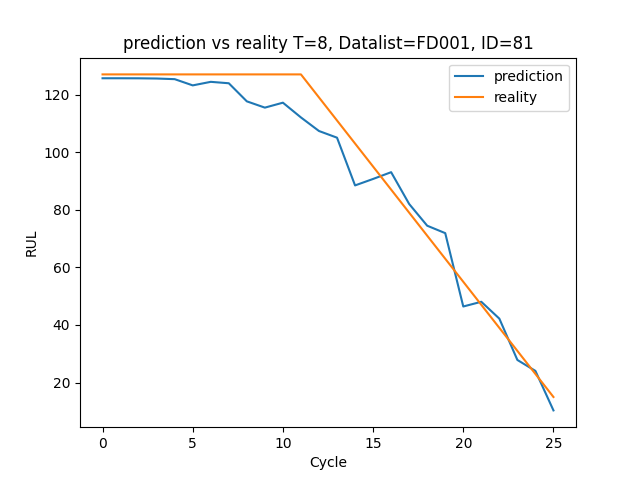 prediction vs reality T=8, Datalist=FD001, ID=81
prediction
reality
120
100
80
60
40
20
RUL
0 5 10 15 20 25
Cycle